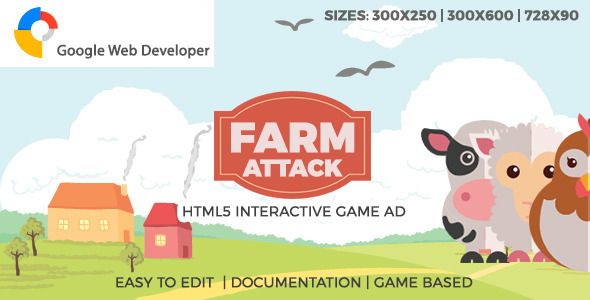 Google Web Developer
SIZES: 300X250 | 300X600 | 728X90
FARM
ATTACK
HTML5 INTERACTIVE GAME AD
EASY TO EDIT | DOCUMENTATION | GAME BASED